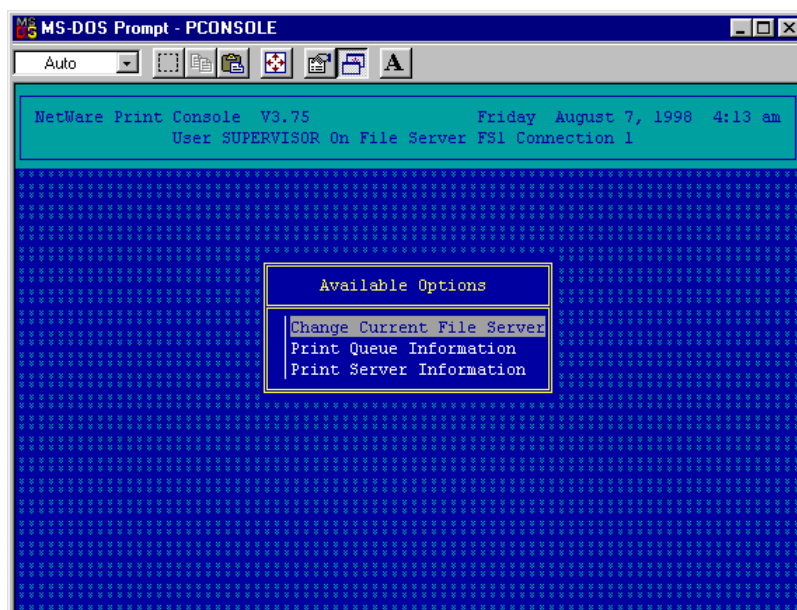 MS-DOS Prompt - PCONSOLE
Auto
A
NetWare Print Console V3.75 Friday August 7, 1998 4:13 am
User SUPERVISOR On File Server FS1 Connection 1
Available Options
Change Current File Server
Print Queue Information
Print Server Information